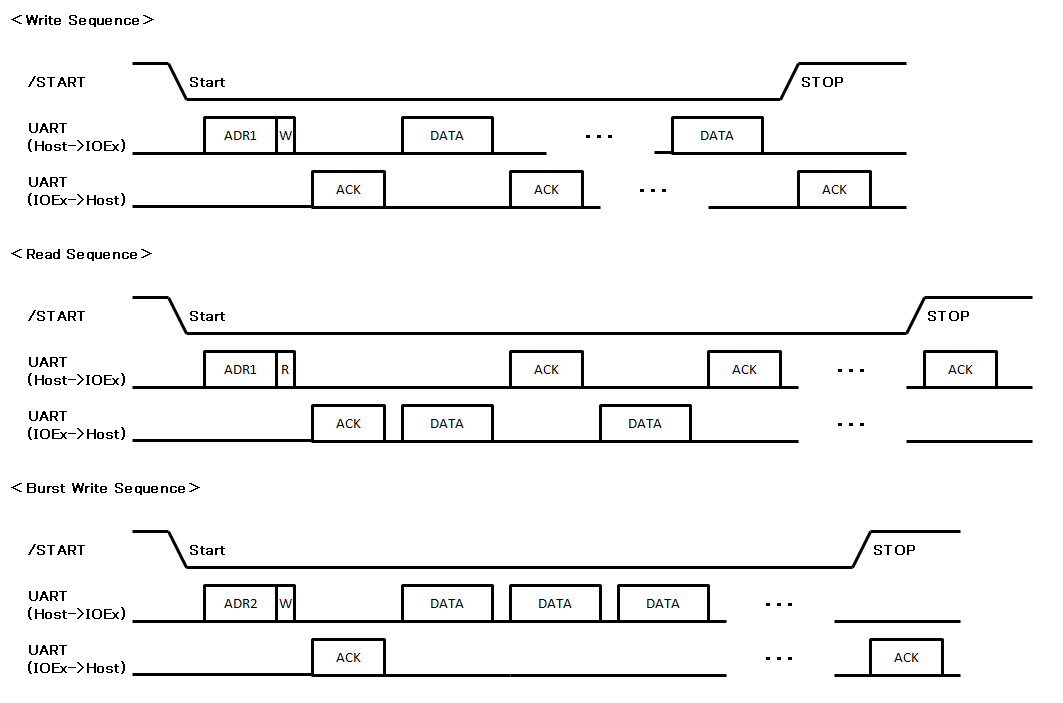 <Write Sequence>
/START Start STOP
UART
(Host->IOEx) ADR1 W DATA ... DATA
UART
(IOEx->Host) ACK ACK ... ACK
<Read Sequence>
/START Start STOP
UART
(Host->IOEx) ADR1 R ACK ACK ... ACK
UART
(IOEx->Host) ACK DATA DATA ...
<Burst Write Sequence>
/START Start STOP
UART
(Host->IOEx) ADR2 W DATA DATA DATA ...
UART
(IOEx->Host) ACK ... ACK